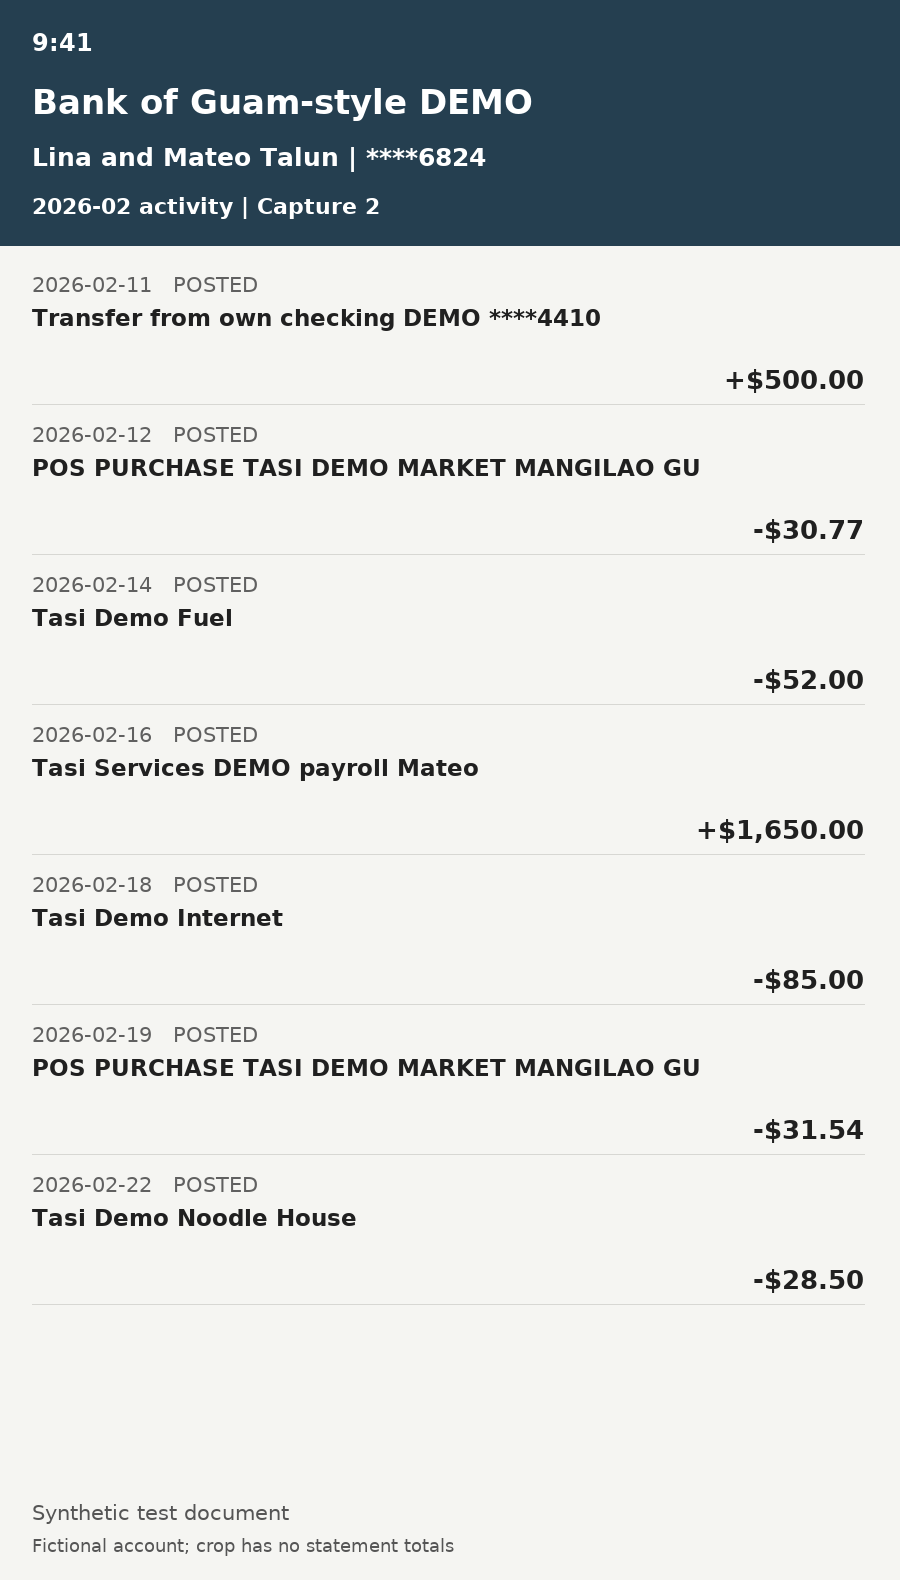 9:41
Bank of Guam-style DEMO
Lina and Mateo Talun | ****6824
2026-02 activity | Capture 2
2026-02-11 POSTED
Transfer from own checking DEMO ****4410
+$500.00
2026-02-12 POSTED
POS PURCHASE TASI DEMO MARKET MANGILAO GU
-$30.77
2026-02-14 POSTED
Tasi Demo Fuel
-$52.00
2026-02-16 POSTED
Tasi Services DEMO payroll Mateo
+$1,650.00
2026-02-18 POSTED
Tasi Demo Internet
-$85.00
2026-02-19 POSTED
POS PURCHASE TASI DEMO MARKET MANGILAO GU
-$31.54
2026-02-22 POSTED
Tasi Demo Noodle House
-$28.50
Synthetic test document
Fictional account; crop has no statement totals